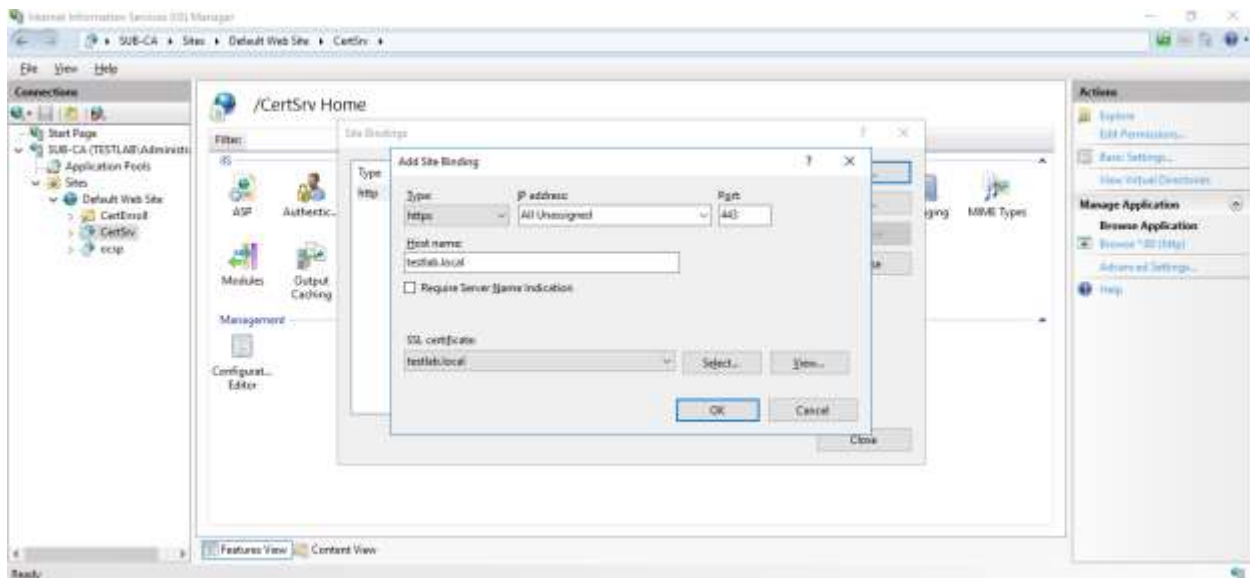 Internet Information Services (IIS) Manager
SUB-CA Sites Default Web Site CertSrv
File View Help
Connections
Start Page
SUB-CA (TESTLAB\Administr
Application Pools
Sites
Default Web Site
CertEnroll
CertSrv
ocsp
/CertSrv Home
Filter:
IIS
ASP
Authentic...
Modules
Output
Caching
Management
Configurat...
Editor
MIME Types
Site Bindings
? ×
Type
http
Add Site Binding
? ×
Type: IP address: Port:
https All Unassigned 443
Host name:
testlab.local
Require Server Name Indication
SSL certificate:
testlab.local Select... View...
OK Cancel
Close
Features View Content View
Actions
Explore
Edit Permissions...
Basic Settings...
View Virtual Directories
Manage Application
Browse Application
Browse *:80 (http)
Advanced Settings...
Help
Ready